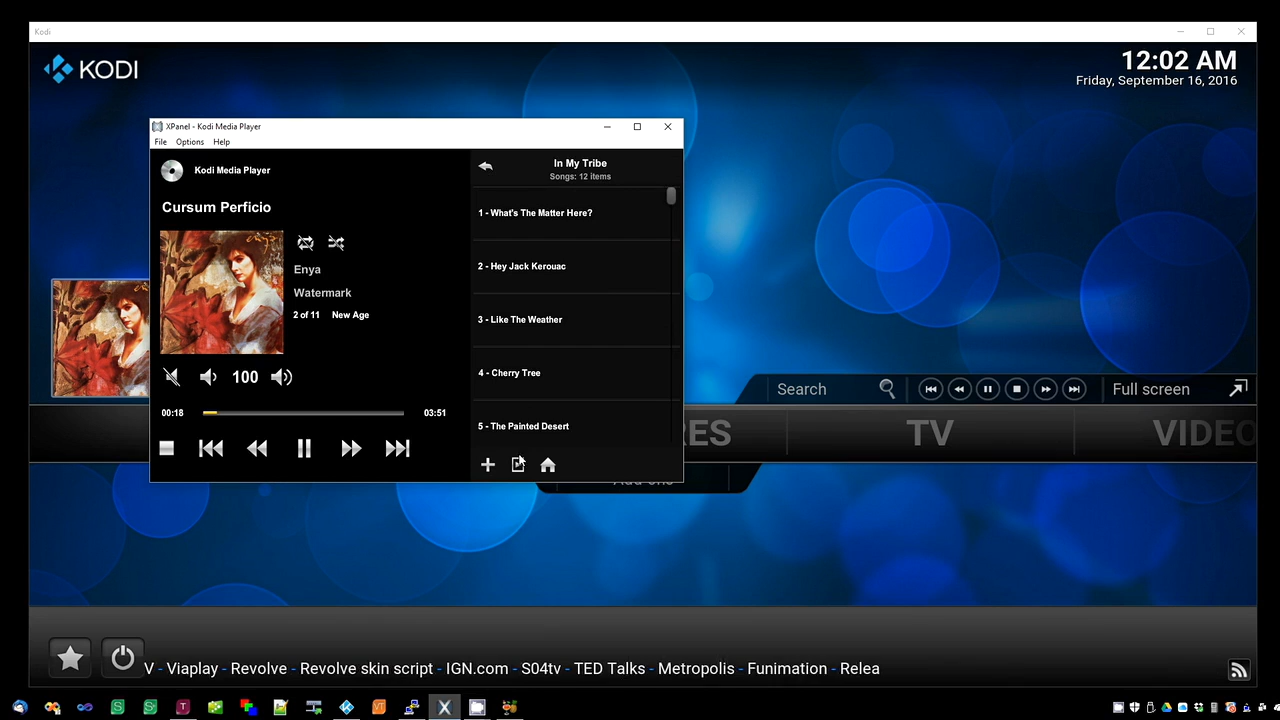 Kodi
KODI
12:02 AM
Friday, September 16, 2016
XPanel - Kodi Media Player
File Options Help
Kodi Media Player
Cursum Perficio
Enya
Watermark
2 of 11 New Age
100
00:18
03:51
In My Tribe
Songs: 12 items
1 - What's The Matter Here?
2 - Hey Jack Kerouac
3 - Like The Weather
4 - Cherry Tree
5 - The Painted Desert
Search
Full screen
RES
TV
VIDEO
Add-ons
V - Viaplay - Revolve - Revolve skin script - IGN.com - S04tv - TED Talks - Metropolis - Funimation - Relea